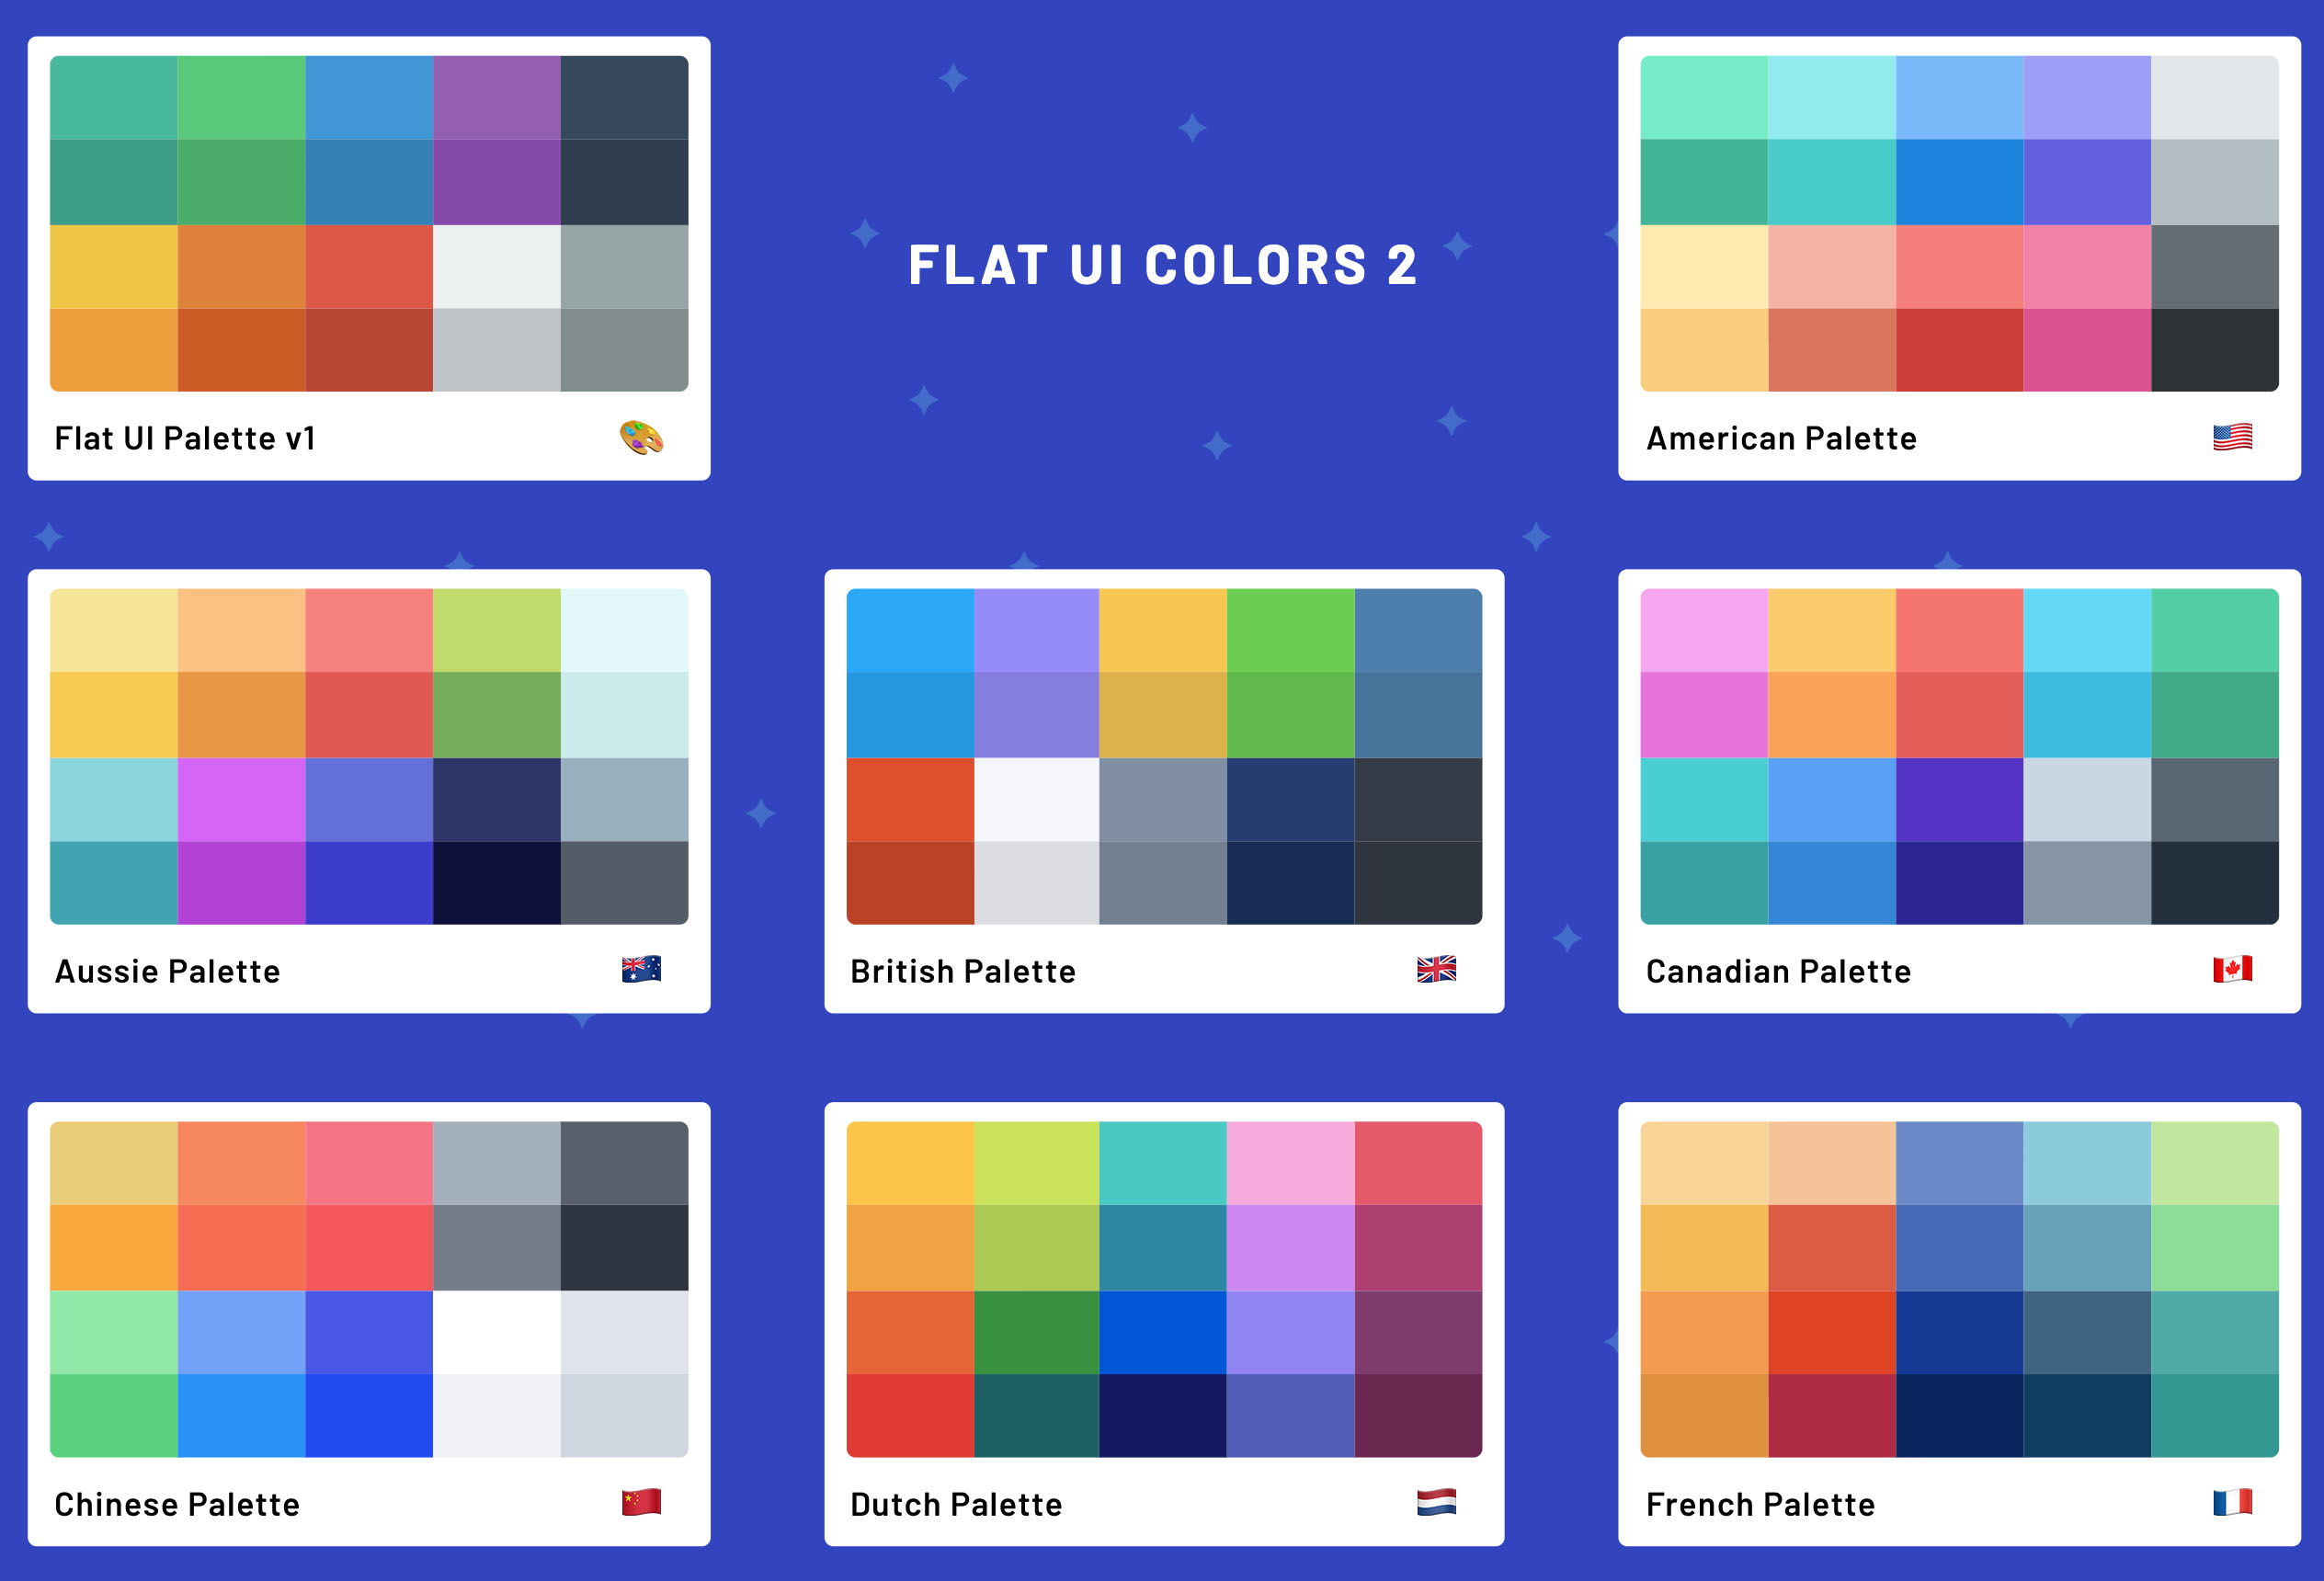 FLAT UI COLORS 2
Flat UI Palette v1
American Palette
Aussie Palette
British Palette
Canadian Palette
Chinese Palette
Dutch Palette
French Palette